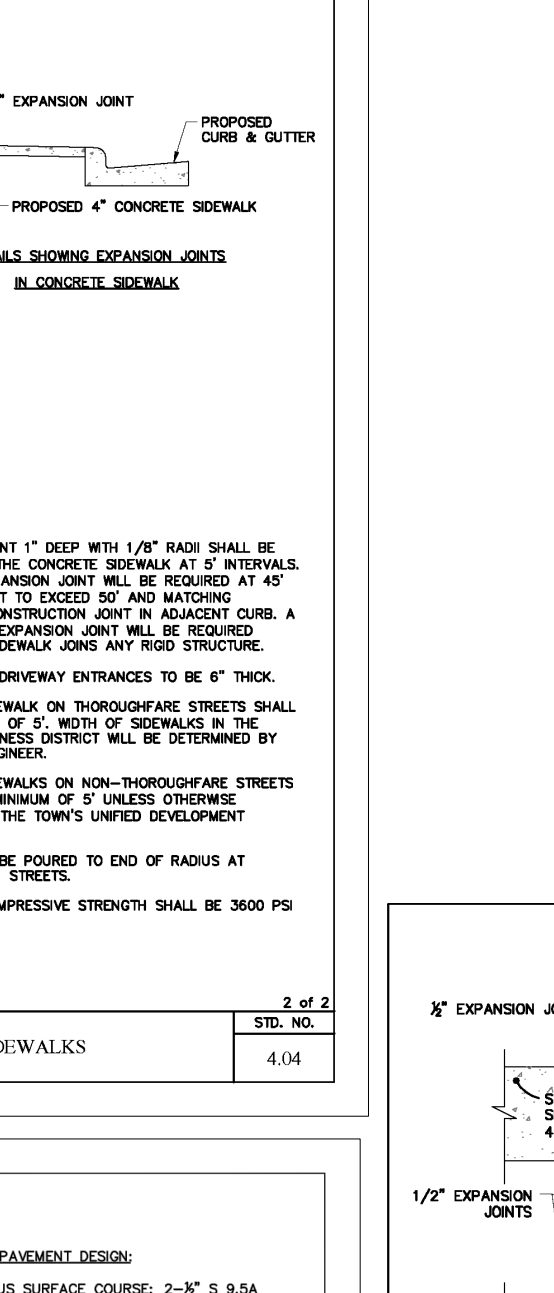 " EXPANSION JOINT
PROPOSED
CURB & GUTTER
PROPOSED 4" CONCRETE SIDEWALK
AILS SHOWING EXPANSION JOINTS
IN CONCRETE SIDEWALK
NT 1" DEEP WITH 1/8" RADII SHALL BE
THE CONCRETE SIDEWALK AT 5' INTERVALS.
ANSION JOINT WILL BE REQUIRED AT 45'
T TO EXCEED 50' AND MATCHING
ONSTRUCTION JOINT IN ADJACENT CURB. A
EXPANSION JOINT WILL BE REQUIRED
DEWALK JOINS ANY RIGID STRUCTURE.
DRIVEWAY ENTRANCES TO BE 6" THICK.
EWALK ON THOROUGHFARE STREETS SHALL
OF 5'. WIDTH OF SIDEWALKS IN THE
NESS DISTRICT WILL BE DETERMINED BY
GINEER.
EWALKS ON NON-THOROUGHFARE STREETS
MINIMUM OF 5' UNLESS OTHERWISE
THE TOWN'S UNIFIED DEVELOPMENT
BE POURED TO END OF RADIUS AT
STREETS.
MPRESSIVE STRENGTH SHALL BE 3600 PSI
2 of 2
DEWALKS
STD. NO.
4.04
½" EXPANSION JO
S
S
4
1/2" EXPANSION
JOINTS
PAVEMENT DESIGN:
US SURFACE COURSE: 2-½" S 9.5A